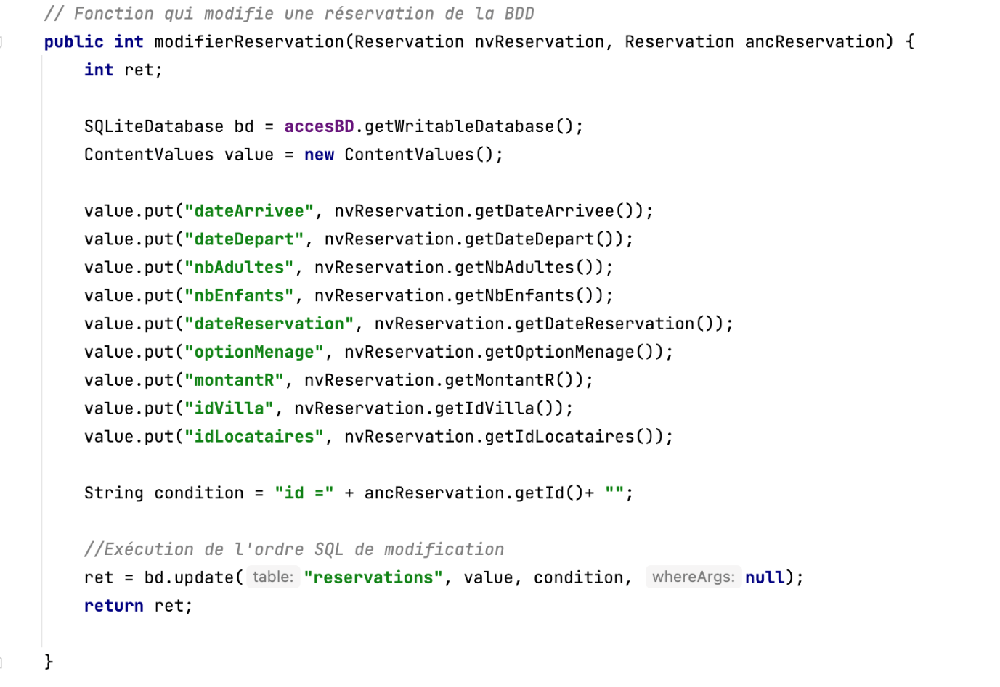 // Fonction qui modifie une réservation de la BDD
public int modifierReservation(Reservation nvReservation, Reservation ancReservation) {
int ret;
SQLiteDatabase bd = accesBD.getWritableDatabase();
ContentValues value = new ContentValues();
value.put("dateArrivee", nvReservation.getDateArrivee());
value.put("dateDepart", nvReservation.getDateDepart());
value.put("nbAdultes", nvReservation.getNbAdultes());
value.put("nbEnfants", nvReservation.getNbEnfants());
value.put("dateReservation", nvReservation.getDateReservation());
value.put("optionMenage", nvReservation.getOptionMenage());
value.put("montantR", nvReservation.getMontantR());
value.put("idVilla", nvReservation.getIdVilla());
value.put("idLocataires", nvReservation.getIdLocataires());
String condition = "id =" + ancReservation.getId()+ "";
//Exécution de l'ordre SQL de modification
ret = bd.update( table: "reservations", value, condition, whereArgs: null);
return ret;
}